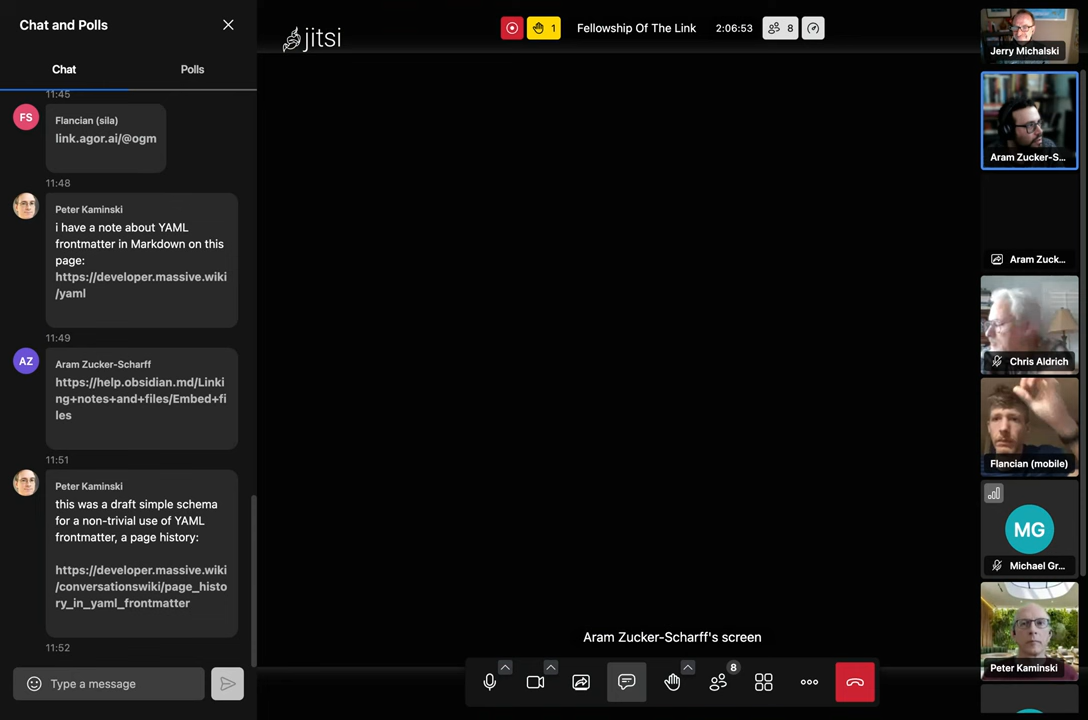 Chat and Polls
Chat
Polls
11:45
FS
Flancian (sila)
link.agor.ai/@ogm
11:48
Peter Kaminski
i have a note about YAML
frontmatter in Markdown on this
page:
https://developer.massive.wiki
/yaml
11:49
AZ
Aram Zucker-Scharff
https://help.obsidian.md/Linki
ng+notes+and+files/Embed+fi
les
11:51
Peter Kaminski
this was a draft simple schema
for a non-trivial use of YAML
frontmatter, a page history:
https://developer.massive.wiki
/conversationswiki/page_histo
ry_in_yaml_frontmatter
11:52
Type a message
jitsi
1
Fellowship Of The Link
2:06:53
8
Aram Zucker-Scharff's screen
8
Jerry Michalski
Aram Zucker-S...
Aram Zuck...
Chris Aldrich
Flancian (mobile)
MG
Michael Gr...
Peter Kaminski